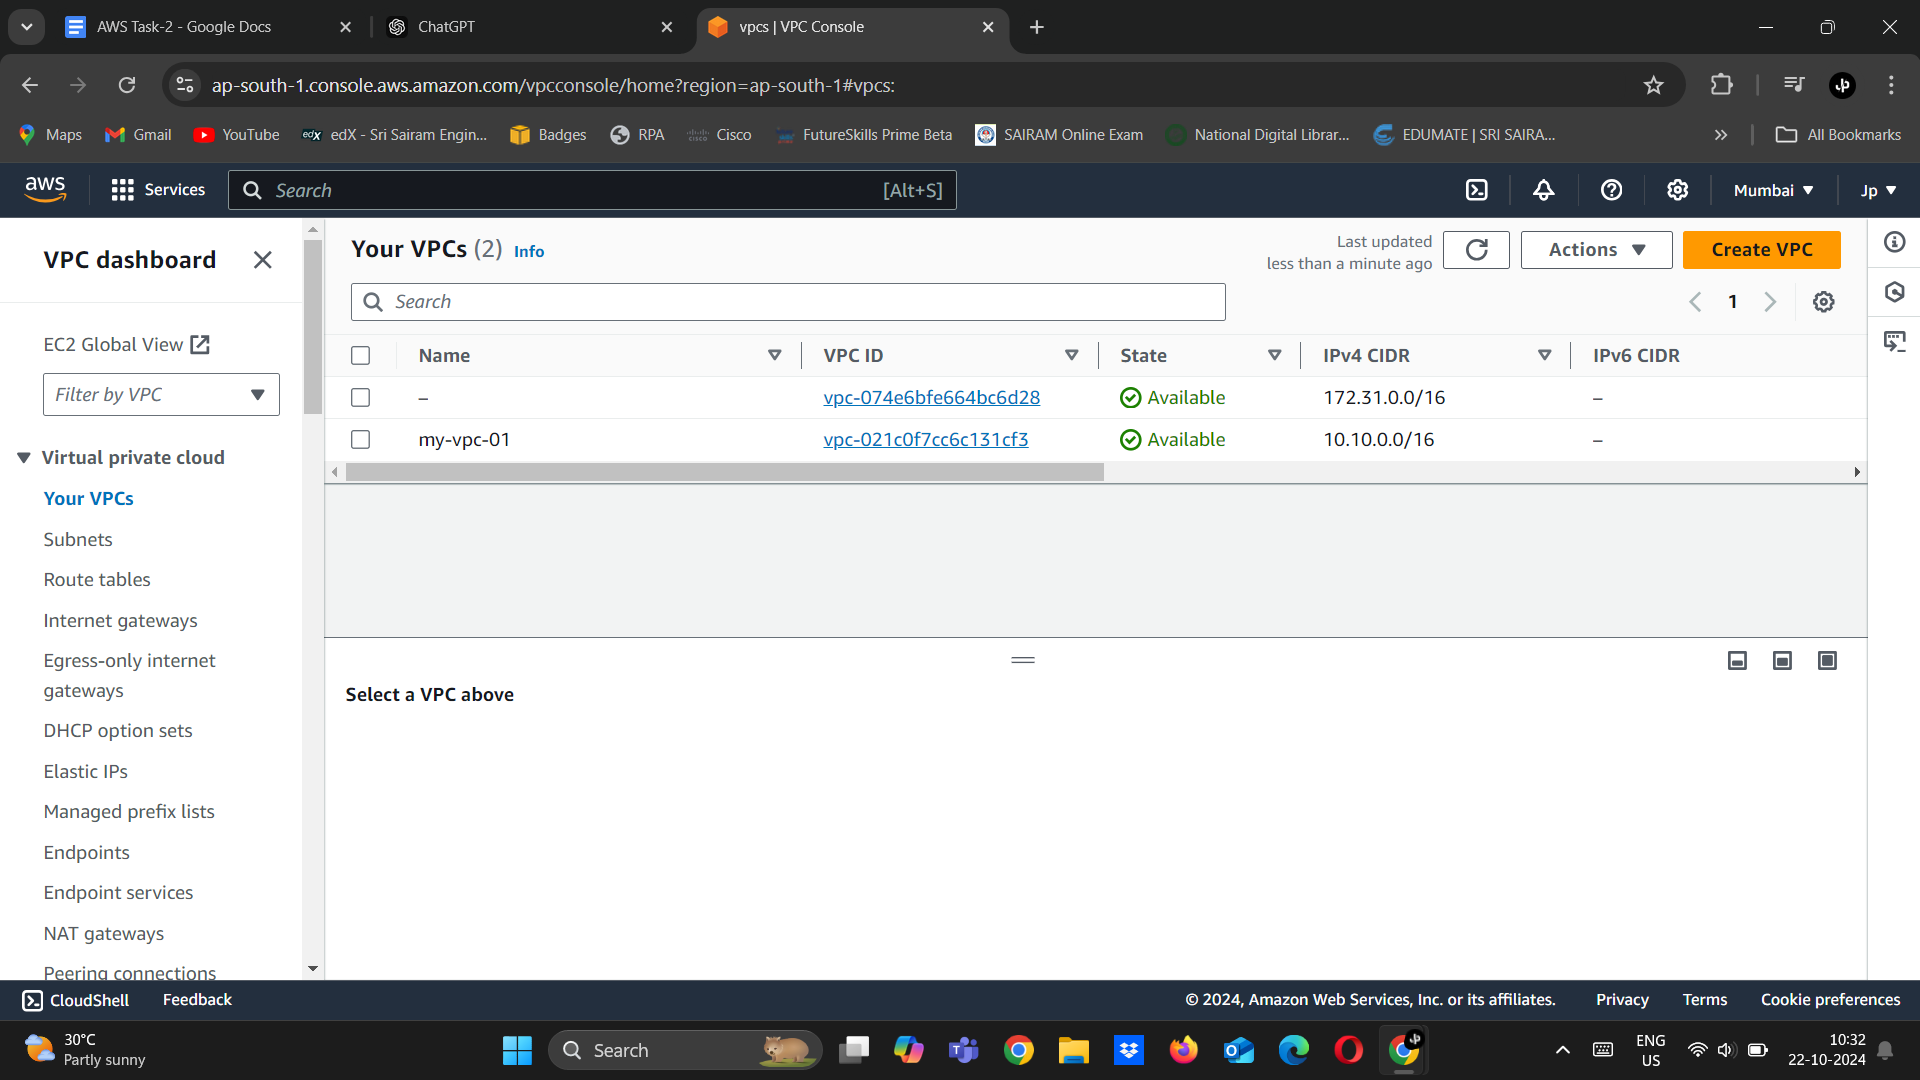 AWS Task-2 - Google Docs
ChatGPT
vpcs | VPC Console
ap-south-1.console.aws.amazon.com/vpcconsole/home?region=ap-south-1#vpcs:
Maps
Gmail
YouTube
edX - Sri Sairam Engin...
Badges
RPA
Cisco
FutureSkills Prime Beta
SAIRAM Online Exam
National Digital Librar...
EDUMATE | SRI SAIRA...
All Bookmarks
aws
Services
Search
[Alt+S]
Mumbai
Jp
VPC dashboard
EC2 Global View
Filter by VPC
Virtual private cloud
Your VPCs
Subnets
Route tables
Internet gateways
Egress-only internet
gateways
DHCP option sets
Elastic IPs
Managed prefix lists
Endpoints
Endpoint services
NAT gateways
Peering connections
Your VPCs (2) Info
Last updated
less than a minute ago
Actions
Create VPC
Search
1
Name VPC ID State IPv4 CIDR IPv6 CIDR
– vpc-074e6bfe664bc6d28 Available 172.31.0.0/16 –
my-vpc-01 vpc-021c0f7cc6c131cf3 Available 10.10.0.0/16 –
Select a VPC above
CloudShell
Feedback
© 2024, Amazon Web Services, Inc. or its affiliates.
Privacy
Terms
Cookie preferences
30°C
Partly sunny
Search
ENG
US
10:32
22-10-2024